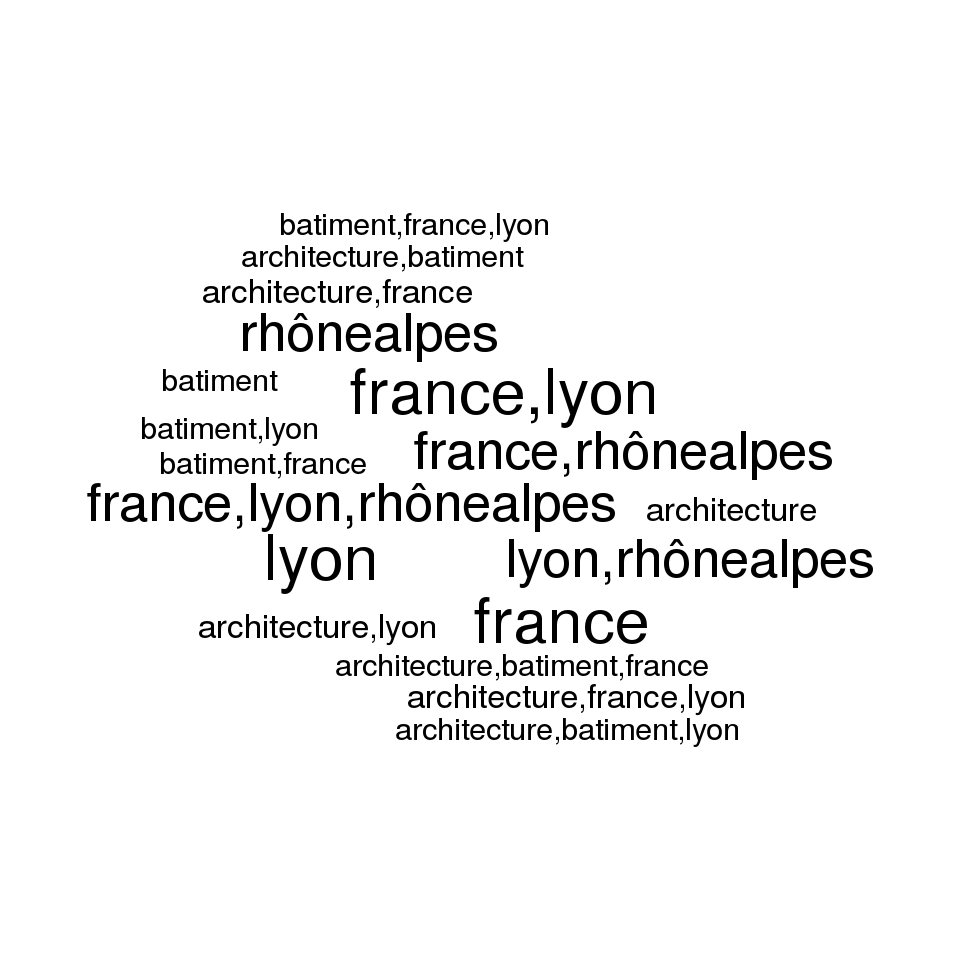 batiment,france,lyon
architecture,batiment
architecture,france
rhônealpes
batiment
france,lyon
batiment,lyon
france,rhônealpes
batiment,france
france,lyon,rhônealpes
architecture
lyon
lyon,rhônealpes
architecture,lyon
france
architecture,batiment,france
architecture,france,lyon
architecture,batiment,lyon